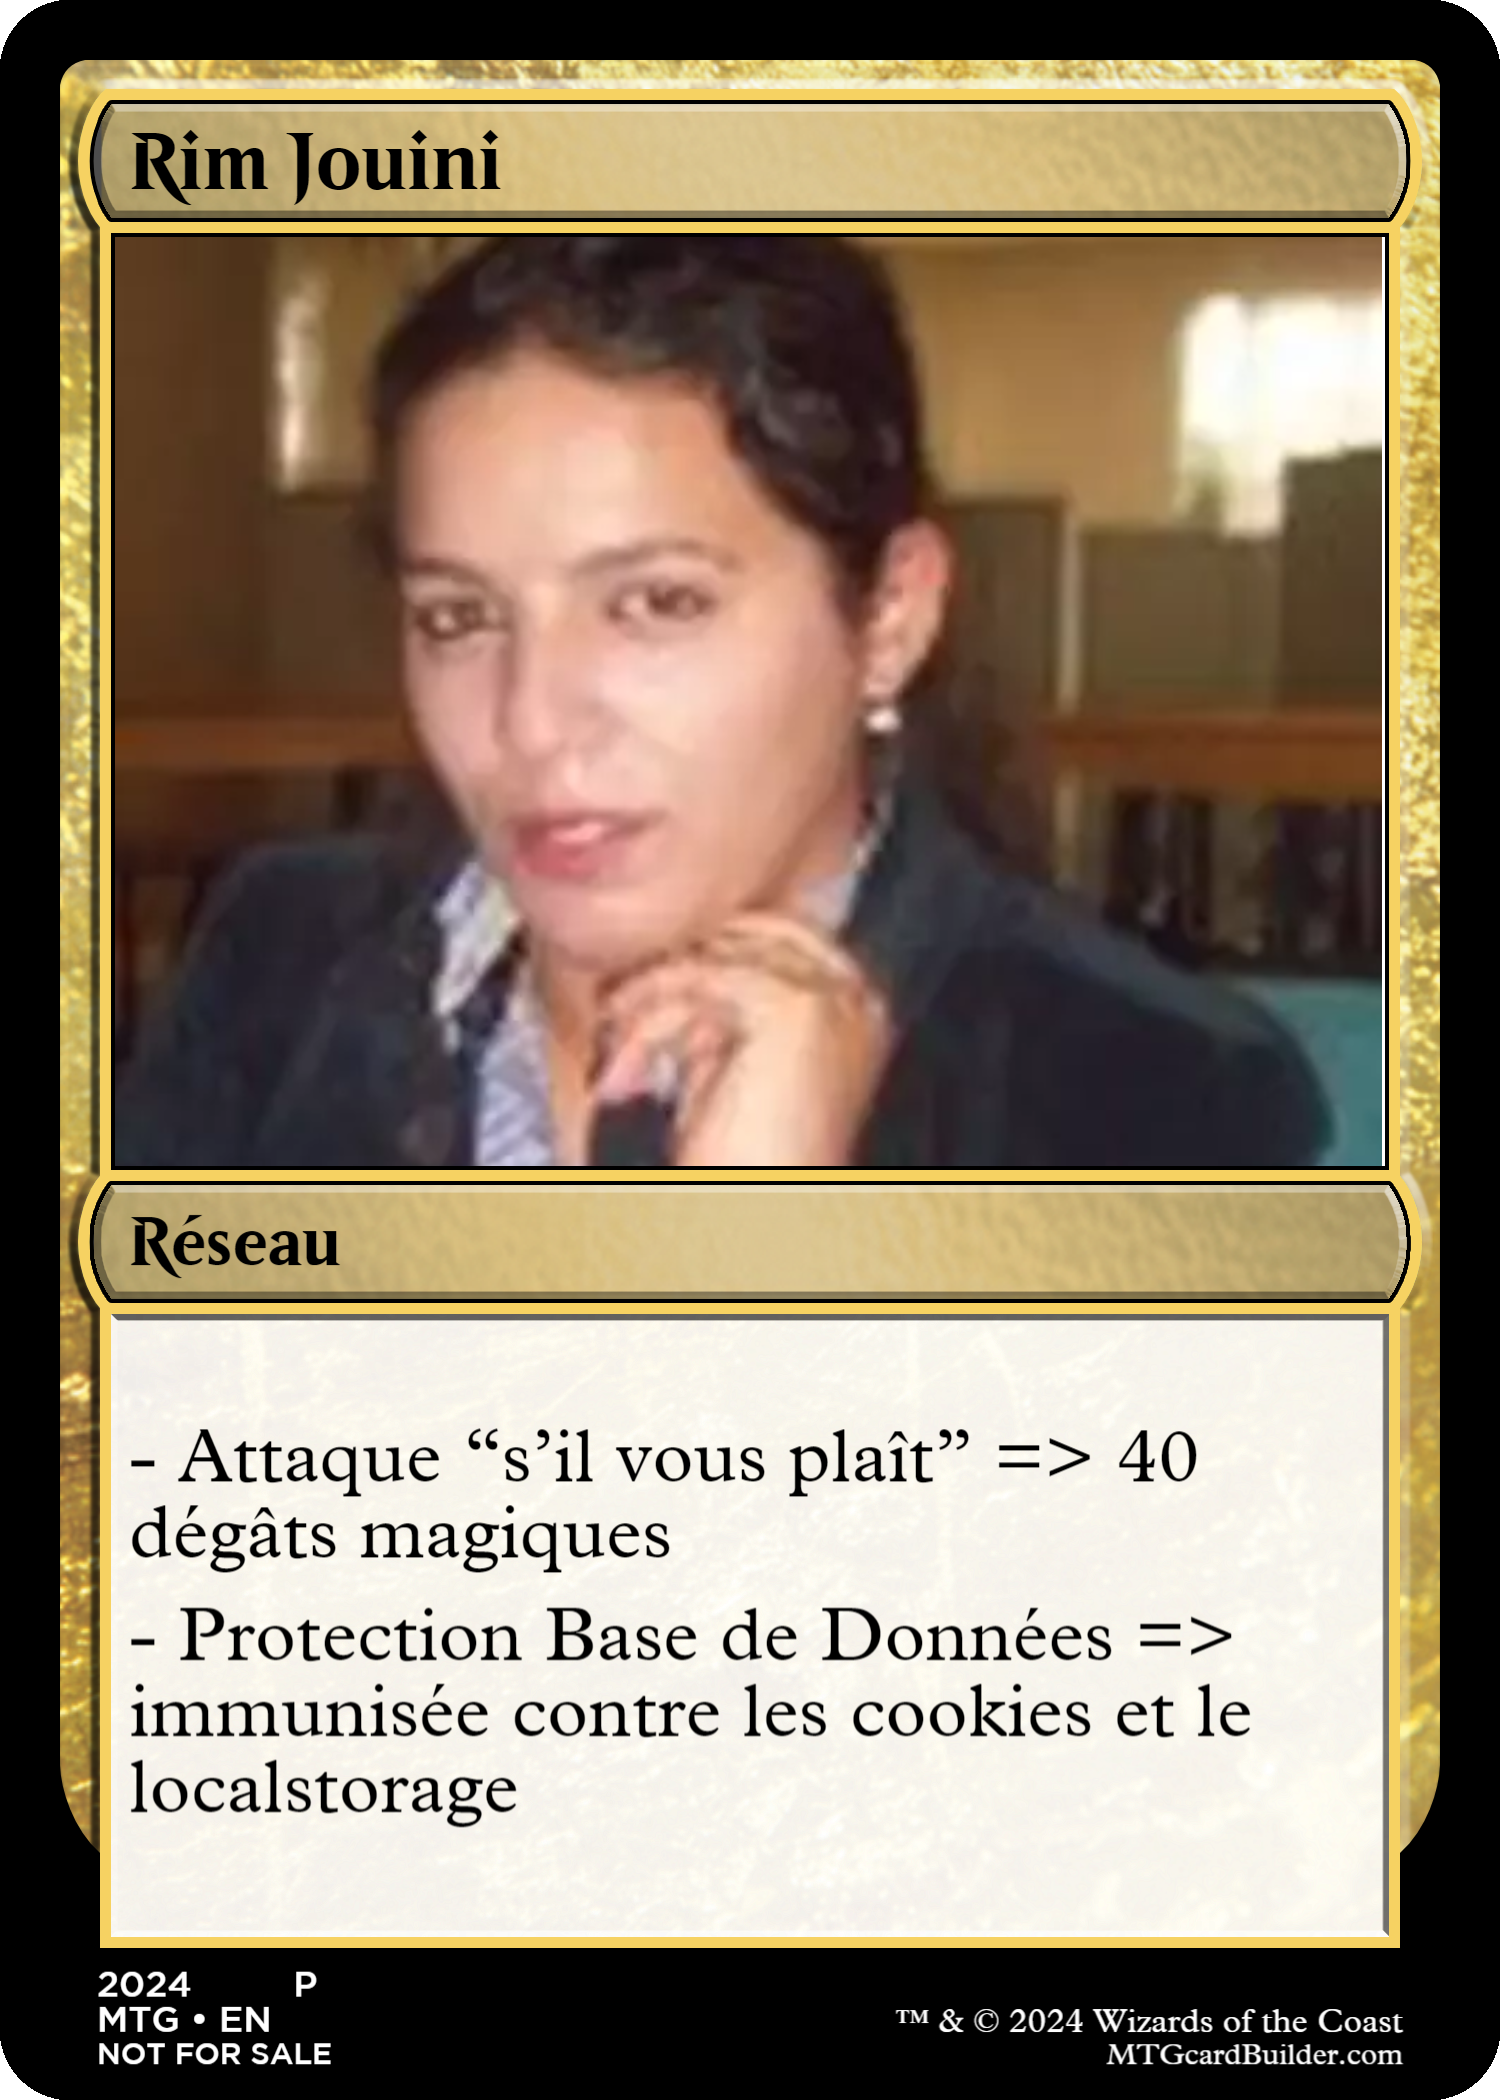 Rim Jouini
Réseau
- Attaque “s’il vous plaît” => 40
dégâts magiques
- Protection Base de Données =>
immunisée contre les cookies et le
localstorage
2024 P
MTG • EN
NOT FOR SALE
™ & © 2024 Wizards of the Coast
MTGcardBuilder.com